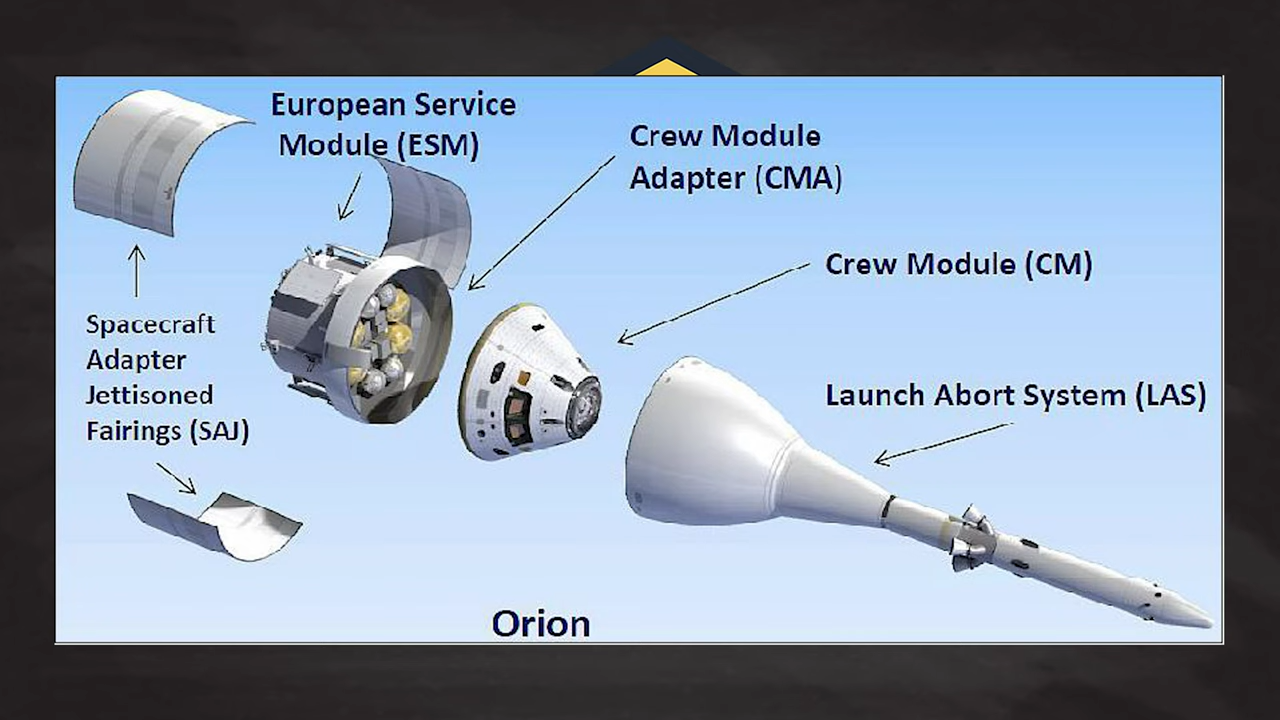 European Service
Module (ESM)
Crew Module
Adapter (CMA)
Crew Module (CM)
Spacecraft
Adapter
Jettisoned
Fairings (SAJ)
Launch Abort System (LAS)
Orion